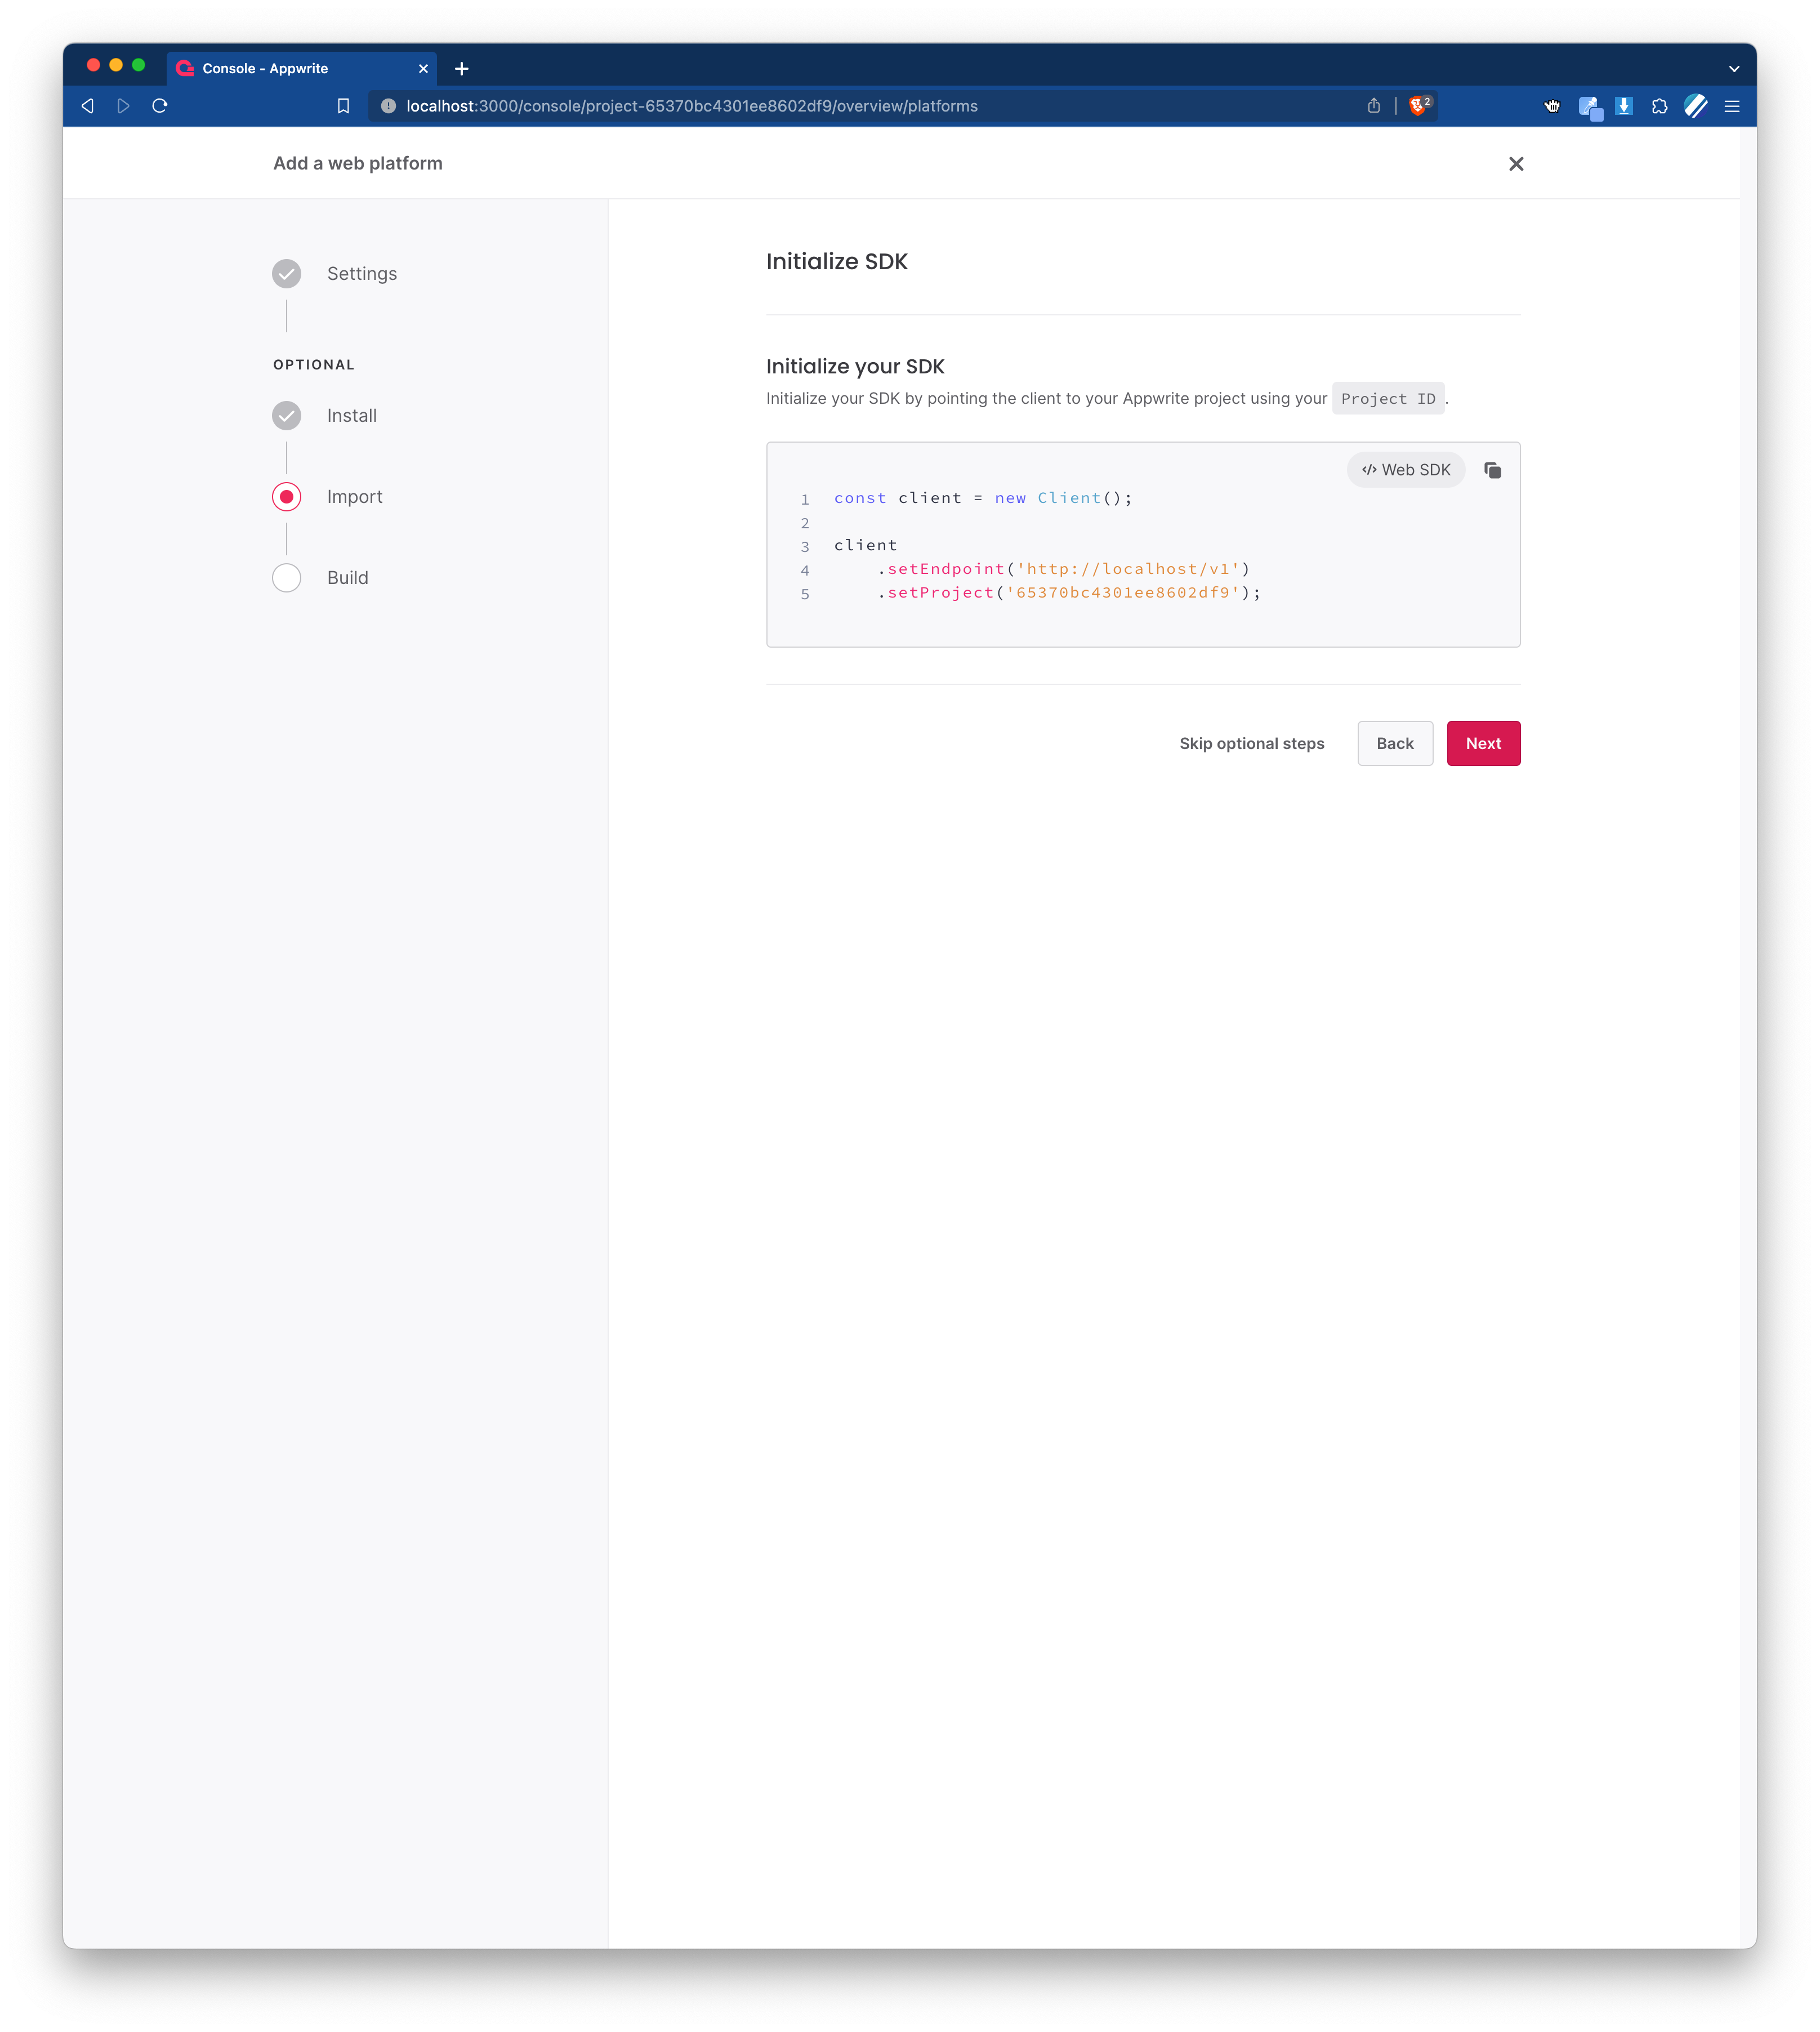 Console - Appwrite
localhost:3000/console/project-65370bc4301ee8602df9/overview/platforms
2
Add a web platform
Settings
OPTIONAL
Install
Import
Build
Initialize SDK
Initialize your SDK
Initialize your SDK by pointing the client to your Appwrite project using your Project ID.
</> Web SDK
1 const client = new Client();
2
3 client
4 .setEndpoint('http://localhost/v1')
5 .setProject('65370bc4301ee8602df9');
Skip optional steps
Back
Next